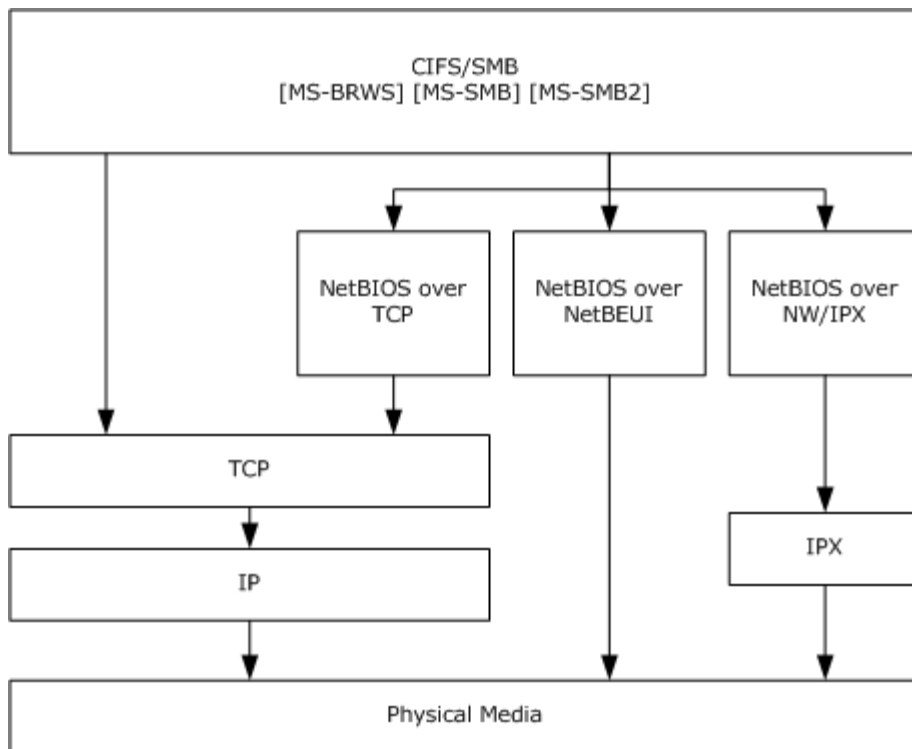 CIFS/SMB
[MS-BRWS] [MS-SMB] [MS-SMB2]
NetBIOS over
TCP
NetBIOS over
NetBEUI
NetBIOS over
NW/IPX
TCP
IPX
IP
Physical Media